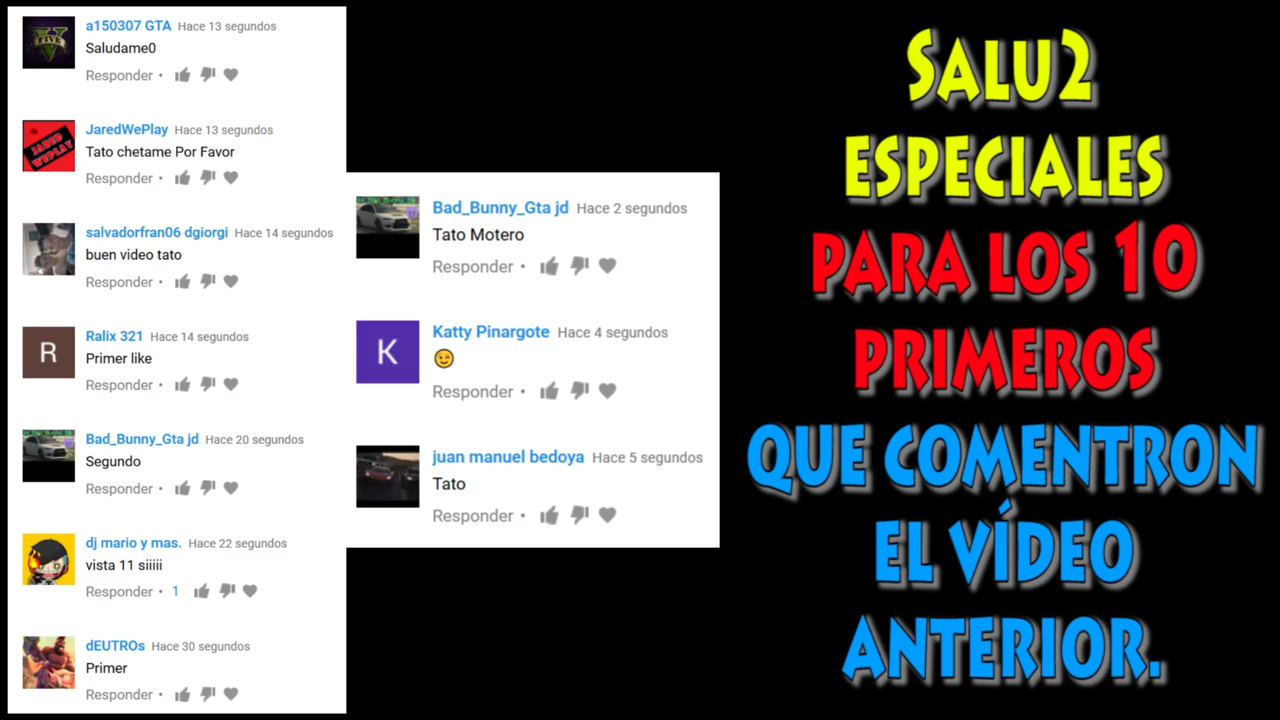 a150307 GTA Hace 13 segundos
Saludame0
Responder •
JaredWePlay Hace 13 segundos
Tato chetame Por Favor
Responder •
salvadorfran06 dgiorgi Hace 14 segundos
buen video tato
Responder •
R
Ralix 321 Hace 14 segundos
Primer like
Responder •
Bad_Bunny_Gta jd Hace 20 segundos
Segundo
Responder •
dj mario y mas. Hace 22 segundos
vista 11 siiiii
Responder • 1
dEUTROs Hace 30 segundos
Primer
Responder •
Bad_Bunny_Gta jd Hace 2 segundos
Tato Motero
Responder •
K
Katty Pinargote Hace 4 segundos
😉
Responder •
juan manuel bedoya Hace 5 segundos
Tato
Responder •
SALU2
ESPECIALES
PARA LOS 10
PRIMEROS
QUE COMENTRON
EL VÍDEO
ANTERIOR.
JARED
WEPLAY
V
FIVE